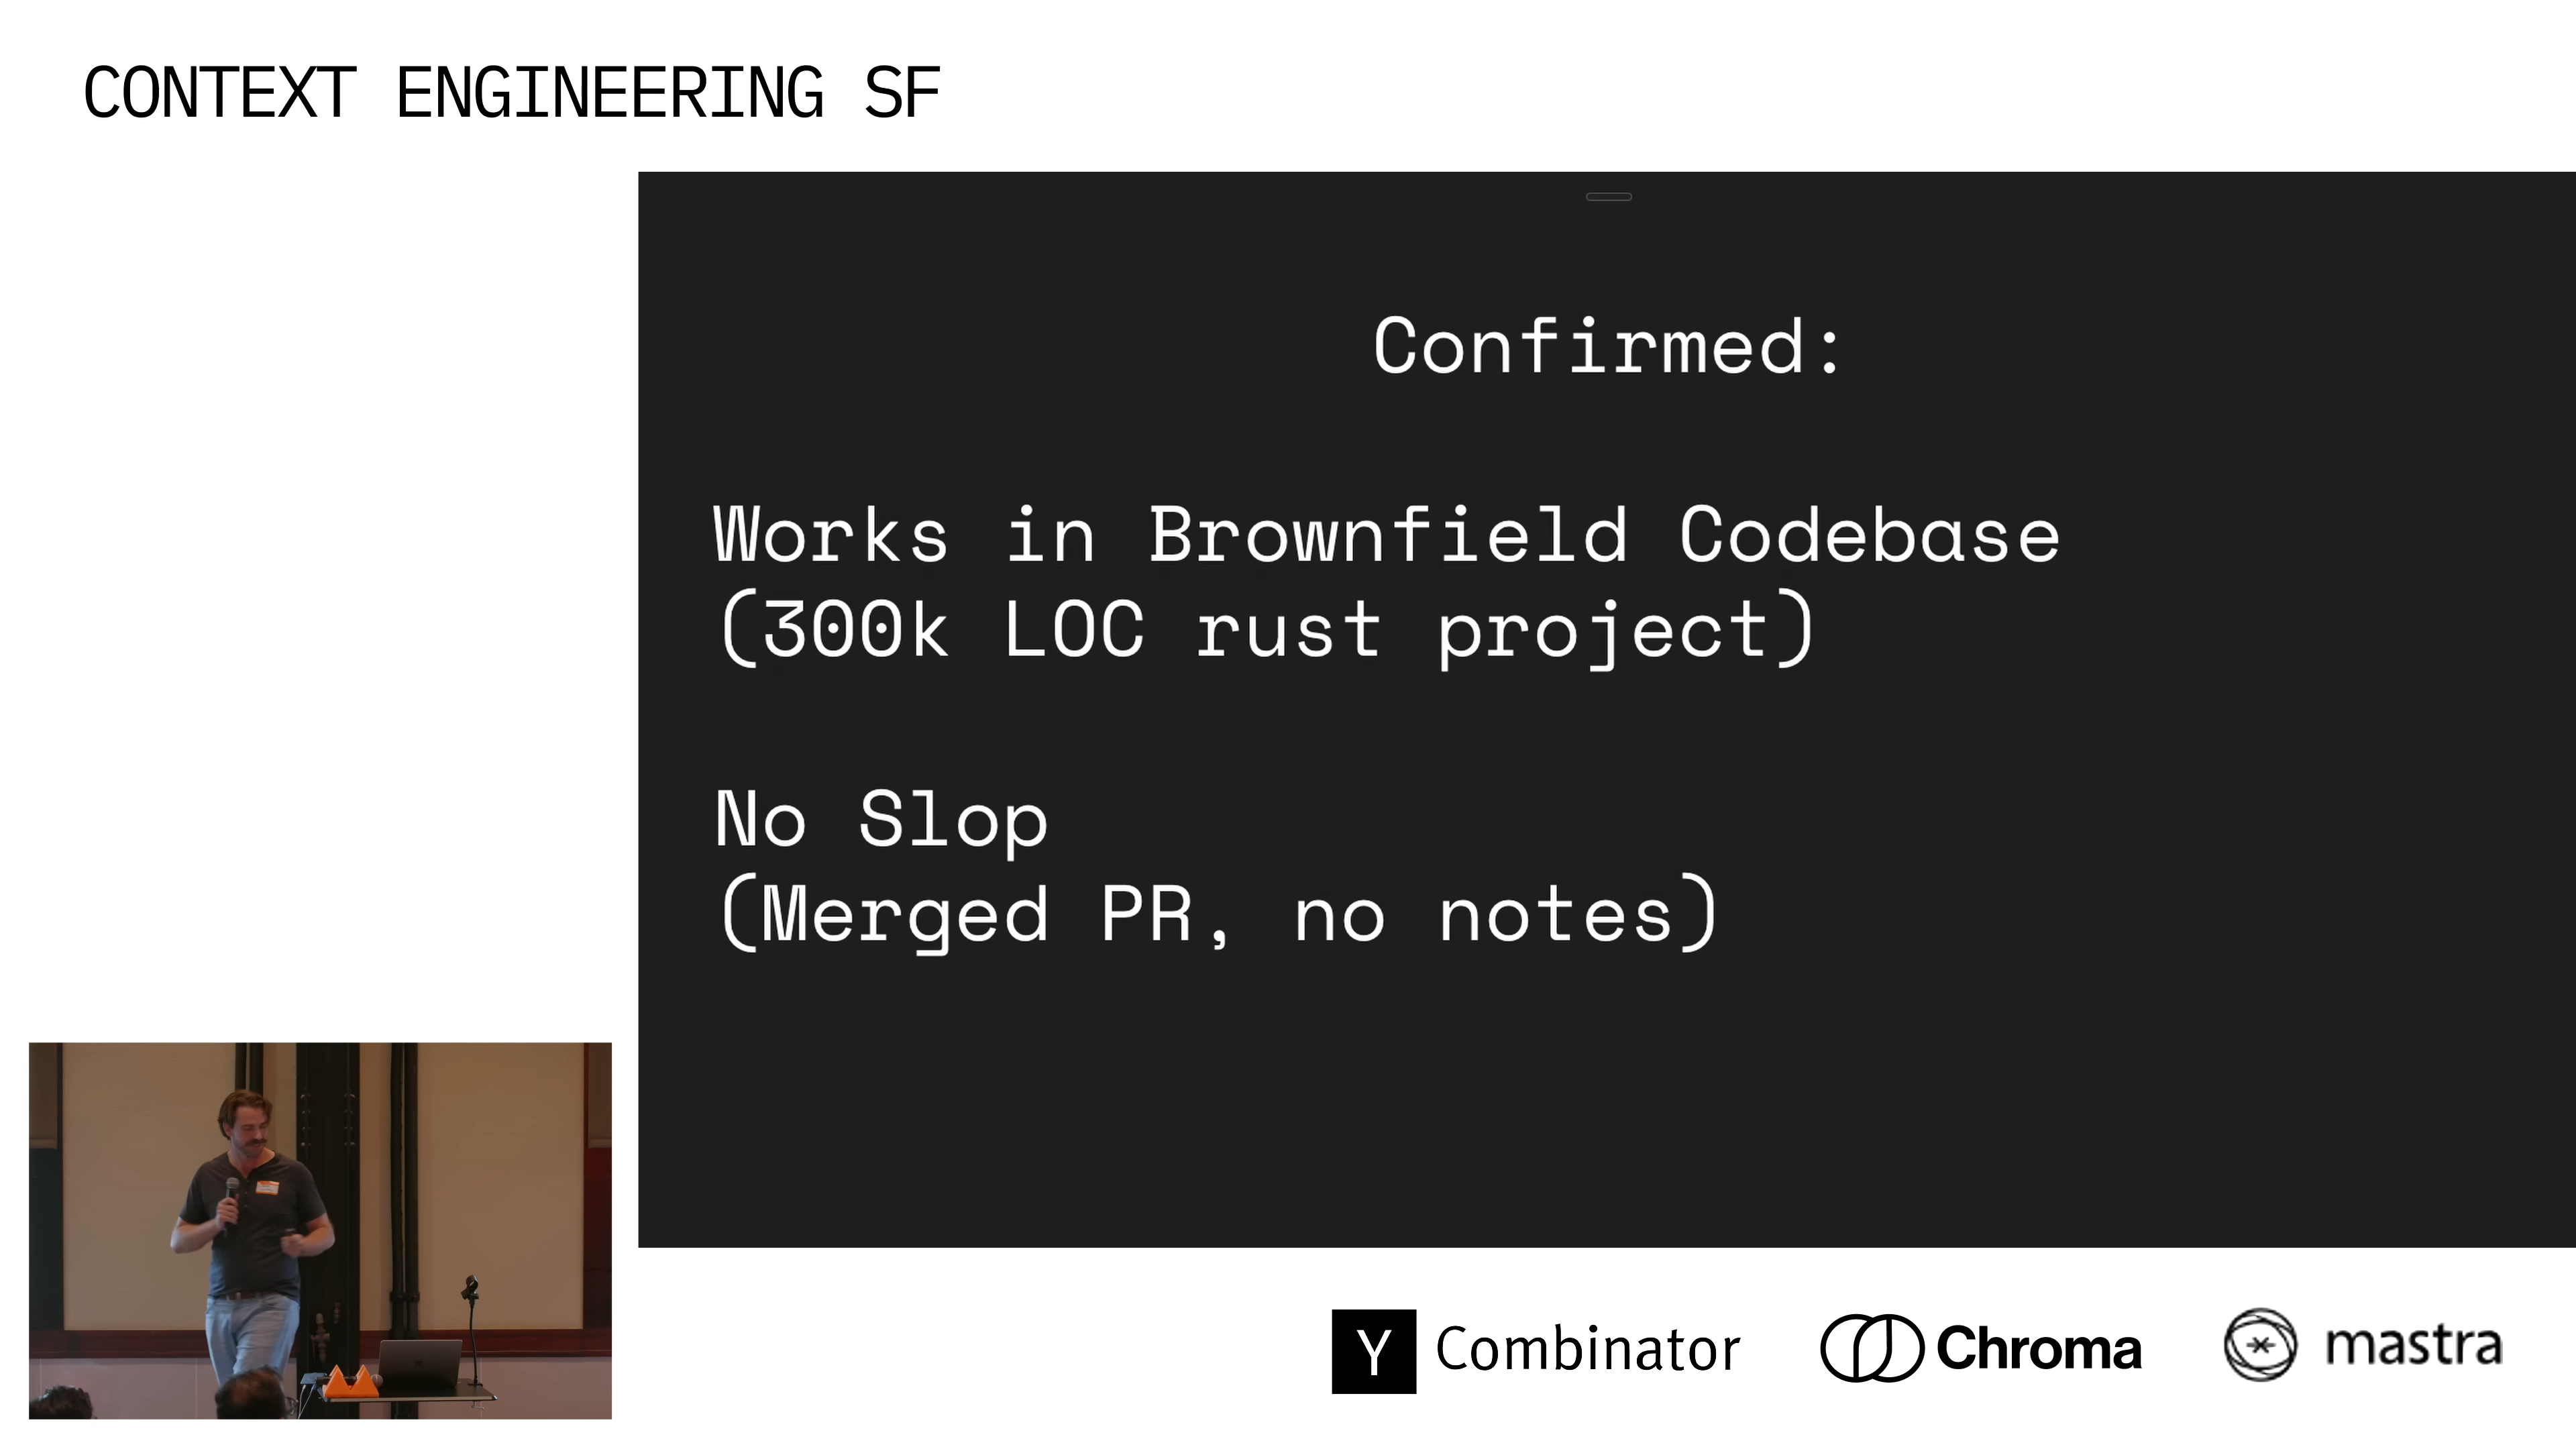 CONTEXT ENGINEERING SF
Confirmed:
Works in Brownfield Codebase
(300k LOC rust project)
No Slop
(Merged PR, no notes)
Y Combinator
Chroma
mastra